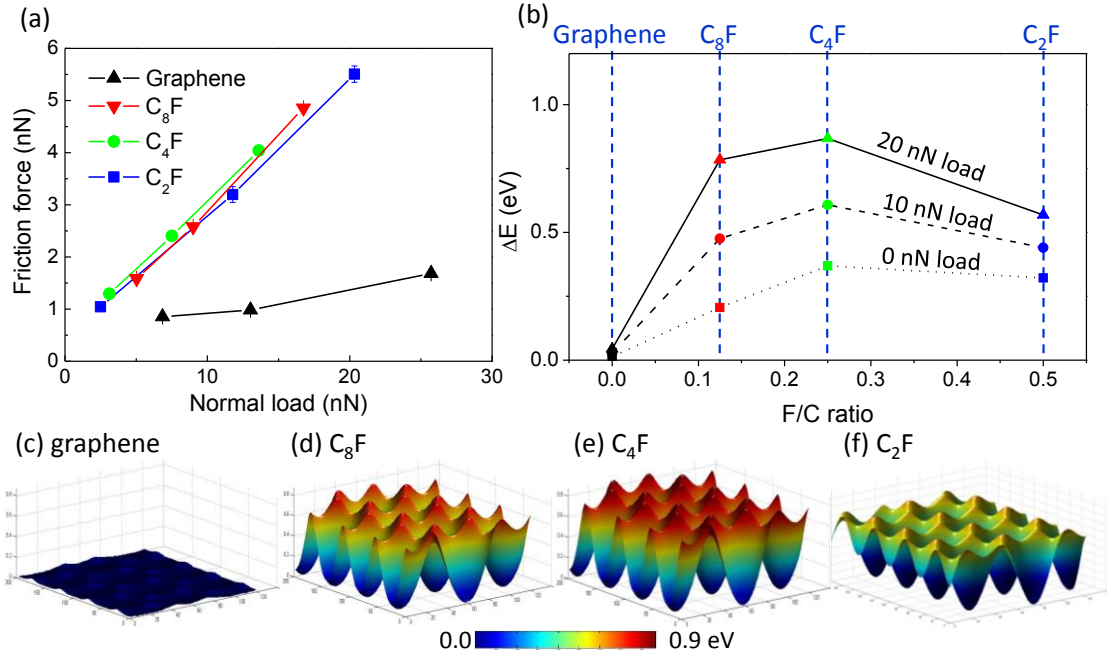 (a)
Friction force (nN)
6
5
4
3
2
1
0
Graphene
C₈F
C₄F
C₂F
0 10 20 30
Normal load (nN)
(b)
Graphene C₈F C₄F C₂F
ΔE (eV)
1.0
0.5
0.0
20 nN load
10 nN load
0 nN load
0.0 0.1 0.2 0.3 0.4 0.5
F/C ratio
(c) graphene
(d) C₈F
(e) C₄F
(f) C₂F
0.0 0.9 eV